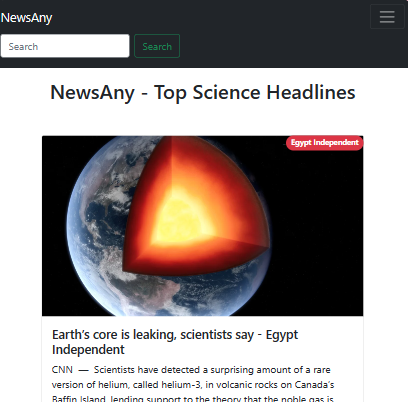 NewsAny
Search
Search
NewsAny - Top Science Headlines
Egypt Independent
Earth’s core is leaking, scientists say - Egypt
Independent
CNN — Scientists have detected a surprising amount of a rare
version of helium, called helium-3, in volcanic rocks on Canada’s
Baffin Island, lending support to the theory that the noble gas is